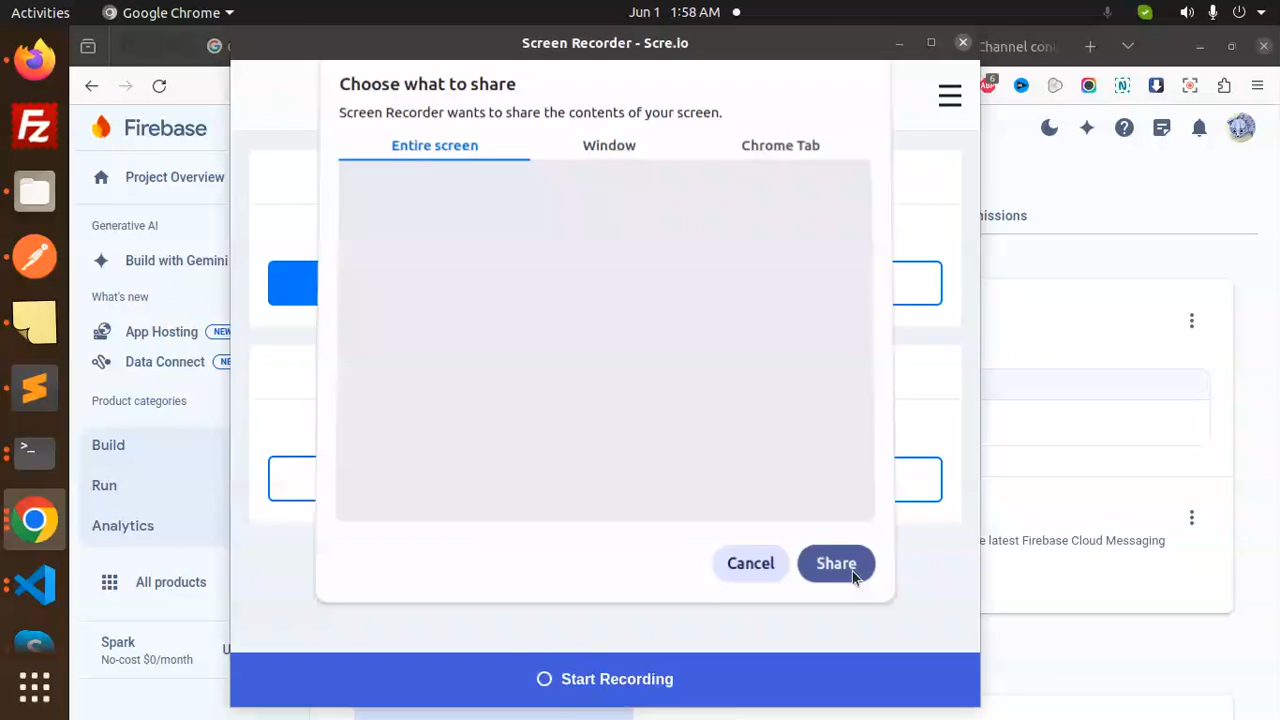 Activities
Google Chrome
Jun 1 1:58 AM
Screen Recorder - Scre.io
Channel con
6
ABP
N
Firebase
Choose what to share
Screen Recorder wants to share the contents of your screen.
Entire screen
Window
Chrome Tab
Project Overview
Generative AI
Build with Gemini
What's new
App Hosting
NEW
Data Connect
NE
Product categories
Build
Run
Analytics
All products
Spark
No-cost $0/month
U
missions
e latest Firebase Cloud Messaging
Cancel
Share
Start Recording